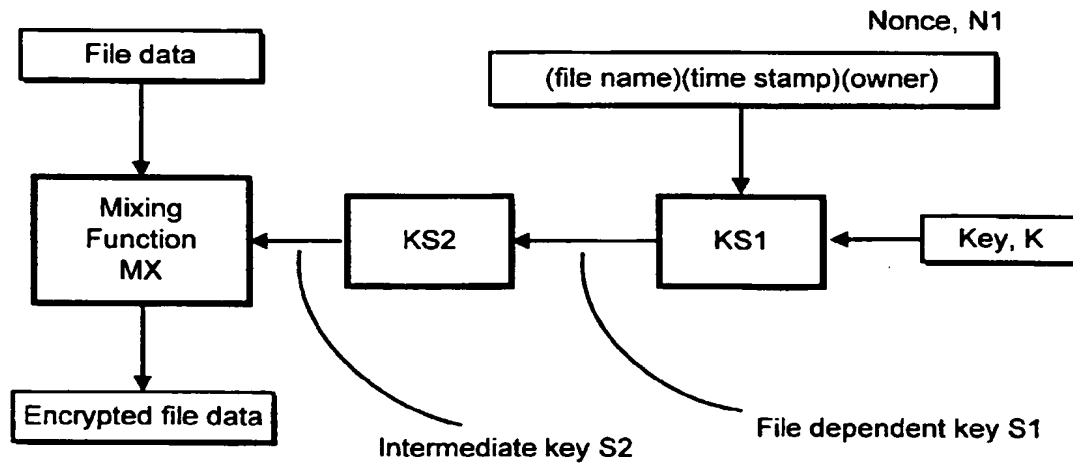 Nonce, N1
File data
(file name)(time stamp)(owner)
Mixing
Function
MX
KS2
KS1
Key, K
Encrypted file data
Intermediate key S2
File dependent key S1